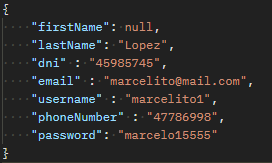 {
"firstName": null,
"lastName": "Lopez",
"dni" : "45985745",
"email" : "marcelito@mail.com",
"username" : "marcelito1",
"phoneNumber" : "47786998",
"password": "marcelo15555"
}